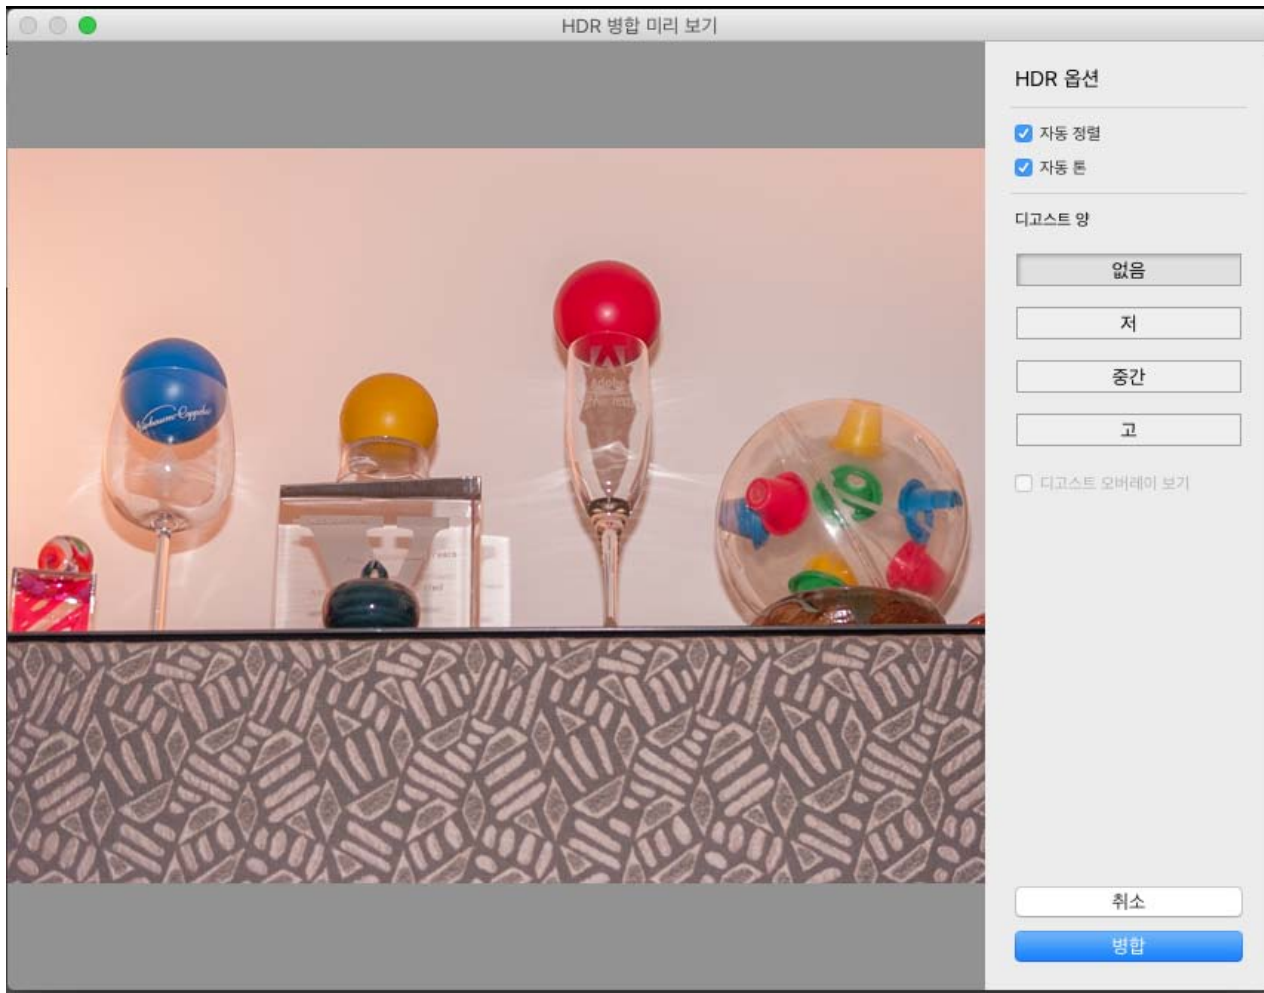 HDR 병합 미리 보기
HDR 옵션
자동 정렬
자동 톤
디고스트 양
없음
저
중간
고
디고스트 오버레이 보기
취소
병합
Adobe